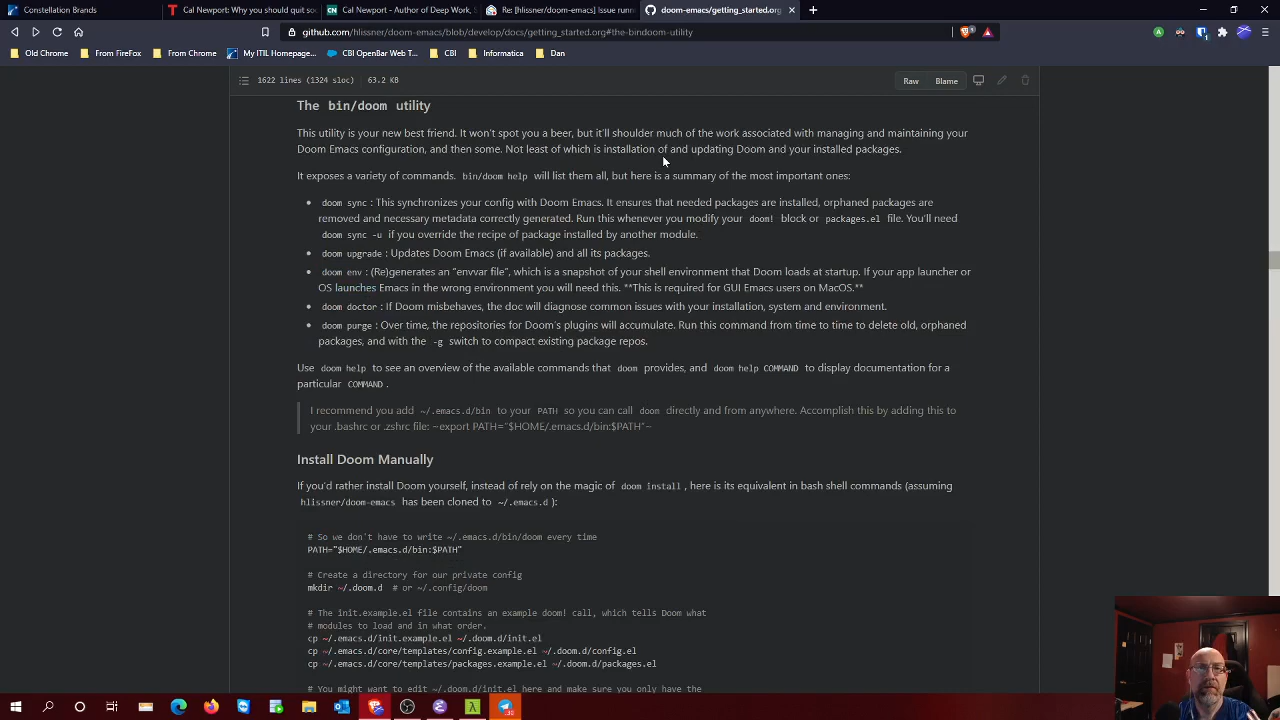 Constellation Brands
Cal Newport: Why you should quit soc
Cal Newport - Author of Deep Work,
Re: [hlissner/doom-emacs] Issue runn
doom-emacs/getting_started.org
github.com/hlissner/doom-emacs/blob/develop/docs/getting_started.org#the-bindoom-utility
Old Chrome
From FireFox
From Chrome
My ITIL Homepage...
CBI OpenBar Web T...
CBI
Informatica
Dan
1622 lines (1324 sloc)
63.2 KB
Raw
Blame
The bin/doom utility
This utility is your new best friend. It won't spot you a beer, but it'll shoulder much of the work associated with managing and maintaining your
Doom Emacs configuration, and then some. Not least of which is installation of and updating Doom and your installed packages.
It exposes a variety of commands. bin/doom help will list them all, but here is a summary of the most important ones:
• doom sync : This synchronizes your config with Doom Emacs. It ensures that needed packages are installed, orphaned packages are
removed and necessary metadata correctly generated. Run this whenever you modify your doom! block or packages.el file. You'll need
doom sync -u if you override the recipe of package installed by another module.
• doom upgrade : Updates Doom Emacs (if available) and all its packages.
• doom env : (Re)generates an “envvar file”, which is a snapshot of your shell environment that Doom loads at startup. If your app launcher or
OS launches Emacs in the wrong environment you will need this. **This is required for GUI Emacs users on MacOS.**
• doom doctor : If Doom misbehaves, the doc will diagnose common issues with your installation, system and environment.
• doom purge : Over time, the repositories for Doom's plugins will accumulate. Run this command from time to time to delete old, orphaned
packages, and with the -g switch to compact existing package repos.
Use doom help to see an overview of the available commands that doom provides, and doom help COMMAND to display documentation for a
particular COMMAND .
I recommend you add ~/.emacs.d/bin to your PATH so you can call doom directly and from anywhere. Accomplish this by adding this to
your .bashrc or .zshrc file: ~export PATH="$HOME/.emacs.d/bin:$PATH"~
Install Doom Manually
If you'd rather install Doom yourself, instead of rely on the magic of doom install , here is its equivalent in bash shell commands (assuming
hlissner/doom-emacs has been cloned to ~/.emacs.d ):
# So we don't have to write ~/.emacs.d/bin/doom every time
PATH="$HOME/.emacs.d/bin:$PATH"
# Create a directory for our private config
mkdir ~/.doom.d # or ~/.config/doom
# The init.example.el file contains an example doom! call, which tells Doom what
# modules to load and in what order.
cp ~/.emacs.d/init.example.el ~/.doom.d/init.el
cp ~/.emacs.d/core/templates/config.example.el ~/.doom.d/config.el
cp ~/.emacs.d/core/templates/packages.example.el ~/.doom.d/packages.el
# You might want to edit ~/.doom.d/init.el here and make sure you only have the